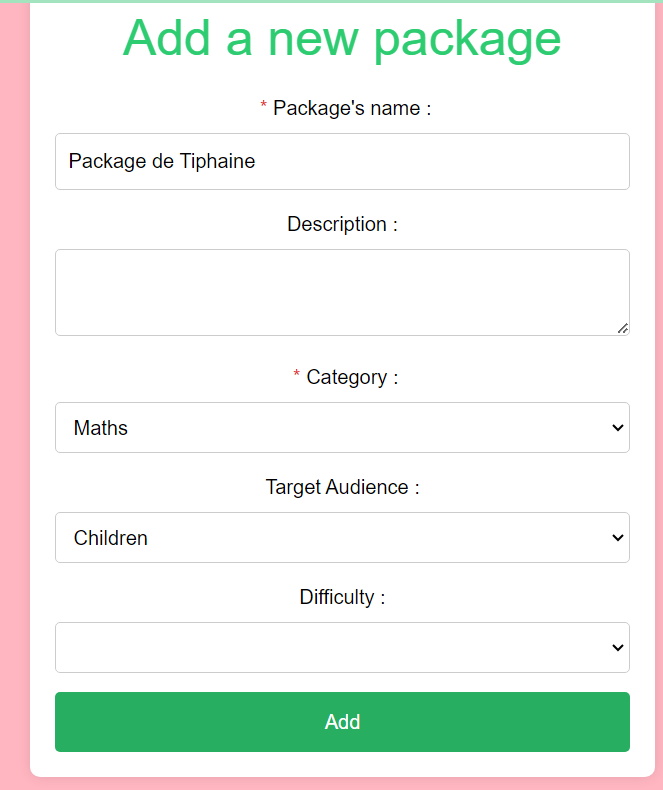 Add a new package
* Package's name :
Package de Tiphaine
Description :
* Category :
Maths
Target Audience :
Children
Difficulty :
Add